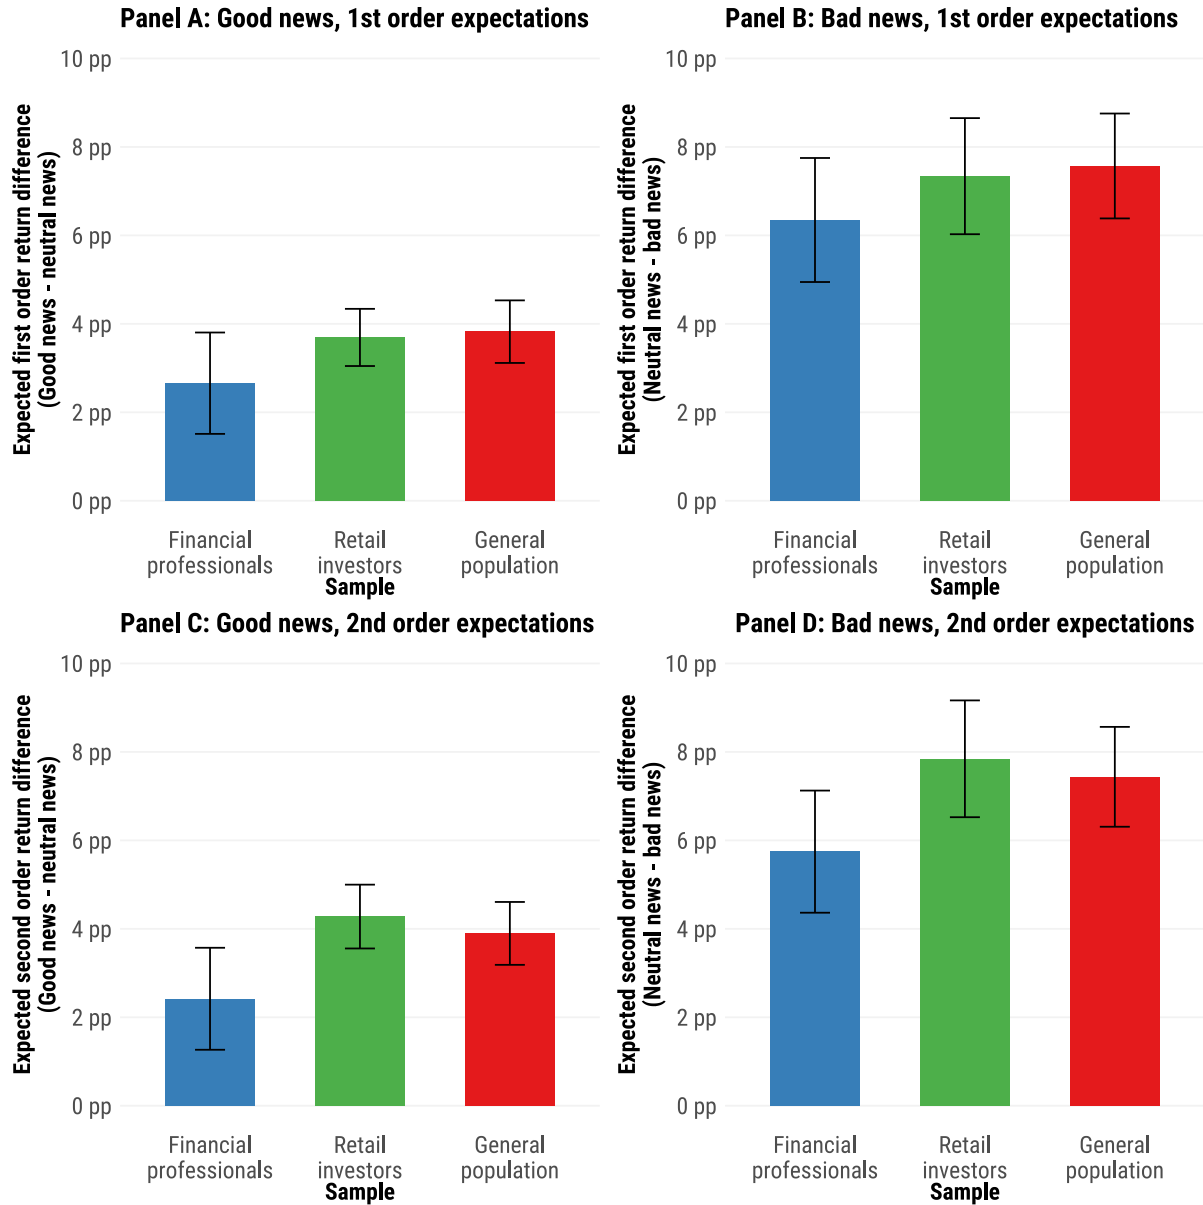 Panel A: Good news, 1st order expectations
Expected first order return difference
(Good news - neutral news)
10 pp
8 pp
6 pp
4 pp
2 pp
0 pp
Financial
professionals
Retail
investors
General
population
Sample
Panel B: Bad news, 1st order expectations
Expected first order return difference
(Neutral news - bad news)
10 pp
8 pp
6 pp
4 pp
2 pp
0 pp
Financial
professionals
Retail
investors
General
population
Sample
Panel C: Good news, 2nd order expectations
Expected second order return difference
(Good news - neutral news)
10 pp
8 pp
6 pp
4 pp
2 pp
0 pp
Financial
professionals
Retail
investors
General
population
Sample
Panel D: Bad news, 2nd order expectations
Expected second order return difference
(Neutral news - bad news)
10 pp
8 pp
6 pp
4 pp
2 pp
0 pp
Financial
professionals
Retail
investors
General
population
Sample